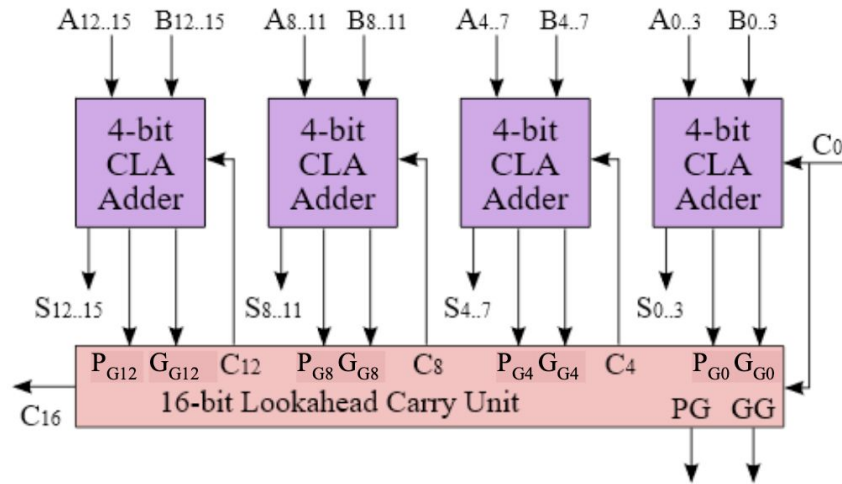 A12..15 B12..15 A8..11 B8..11 A4..7 B4..7 A0..3 B0..3
4-bit 4-bit 4-bit 4-bit
CLA CLA CLA CLA C0
Adder Adder Adder Adder
S12..15 S8..11 S4..7 S0..3
PG12 GG12 C12 PG8 GG8 C8 PG4 GG4 C4 PG0 GG0
C16 16-bit Lookahead Carry Unit PG GG